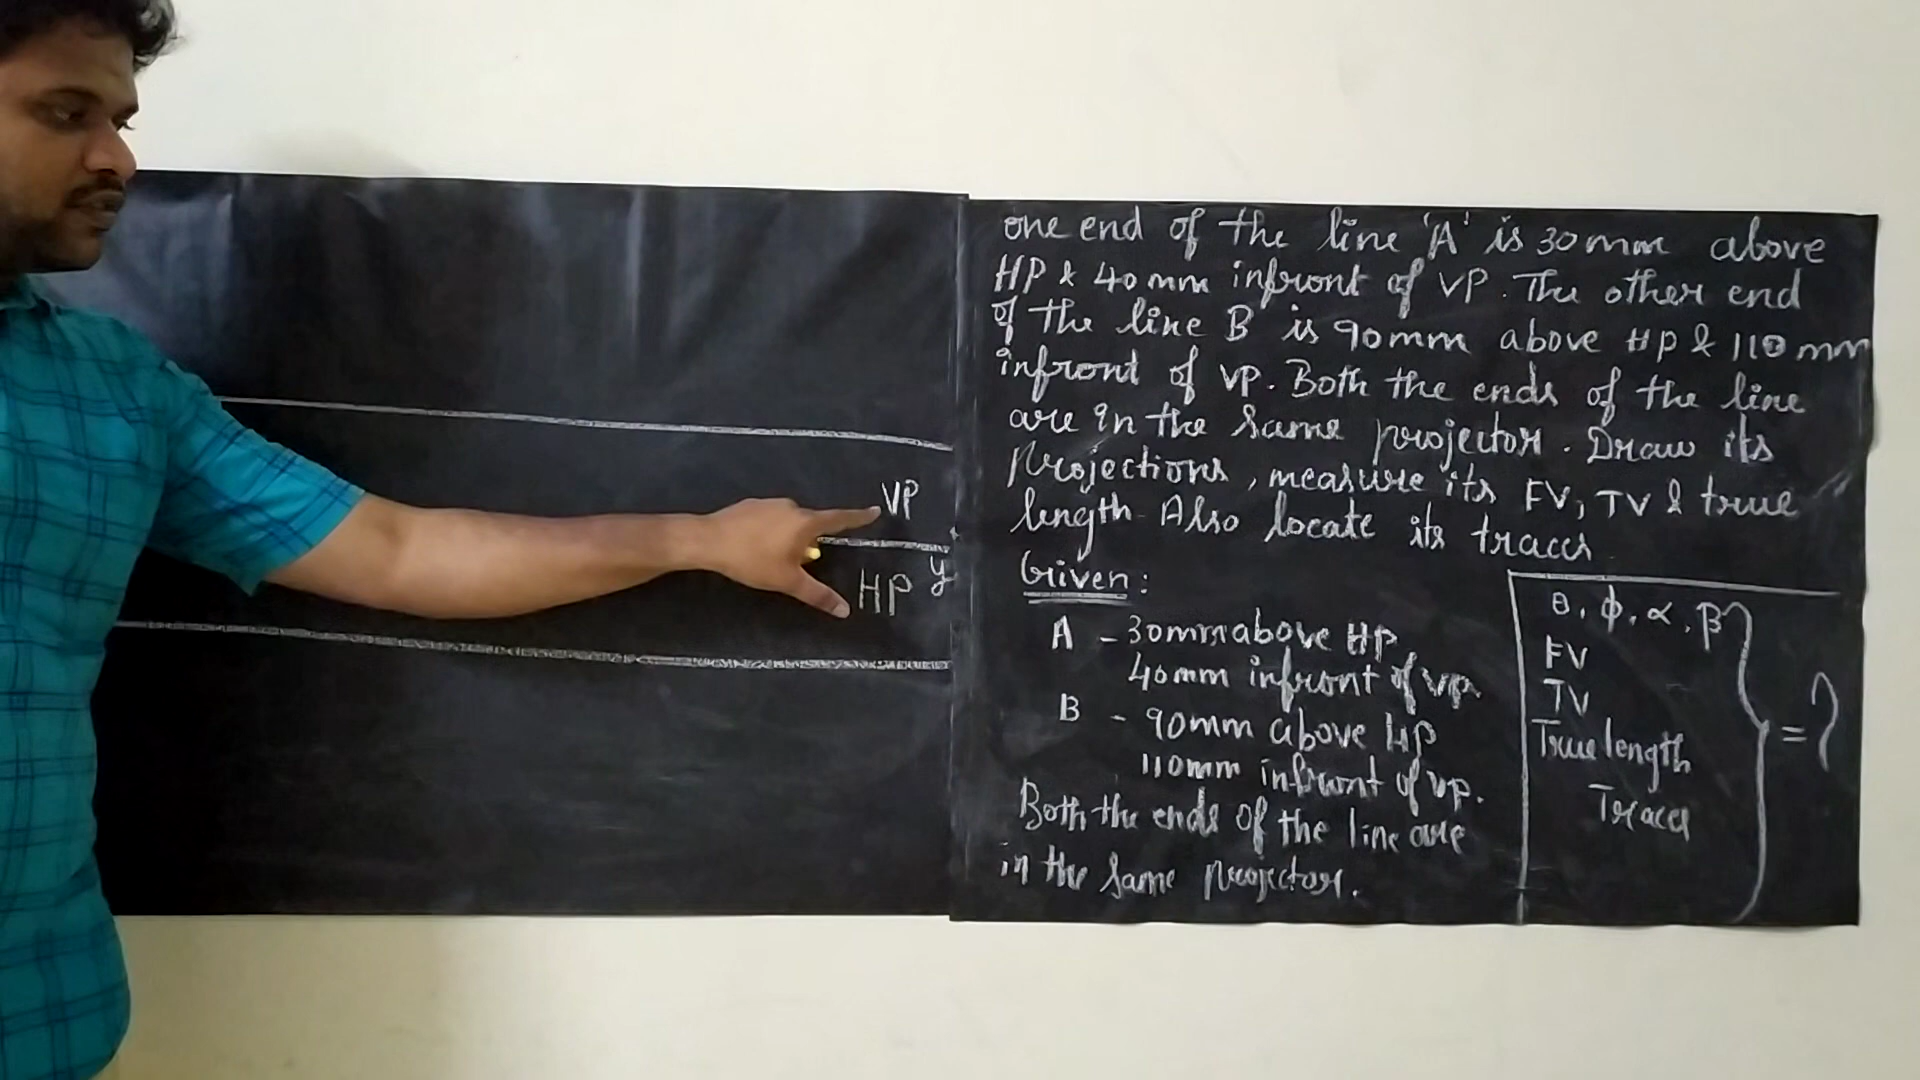 VP
HP y
one end of the line 'A' is 30mm above
HP & 40mm infront of VP. The other end
of the line B is 90mm above HP & 110mm
infront of VP. Both the ends of the line
are in the same projector. Draw its
projections, measure its FV, TV & true
length. Also locate its traces
Given:
A - 30mm above HP
40mm infront of VP.
B - 90mm above HP
110mm infront of VP.
Both the ends of the line are
in the same projector.
θ, ϕ, α, β
FV
TV
True length
Traces
= ?